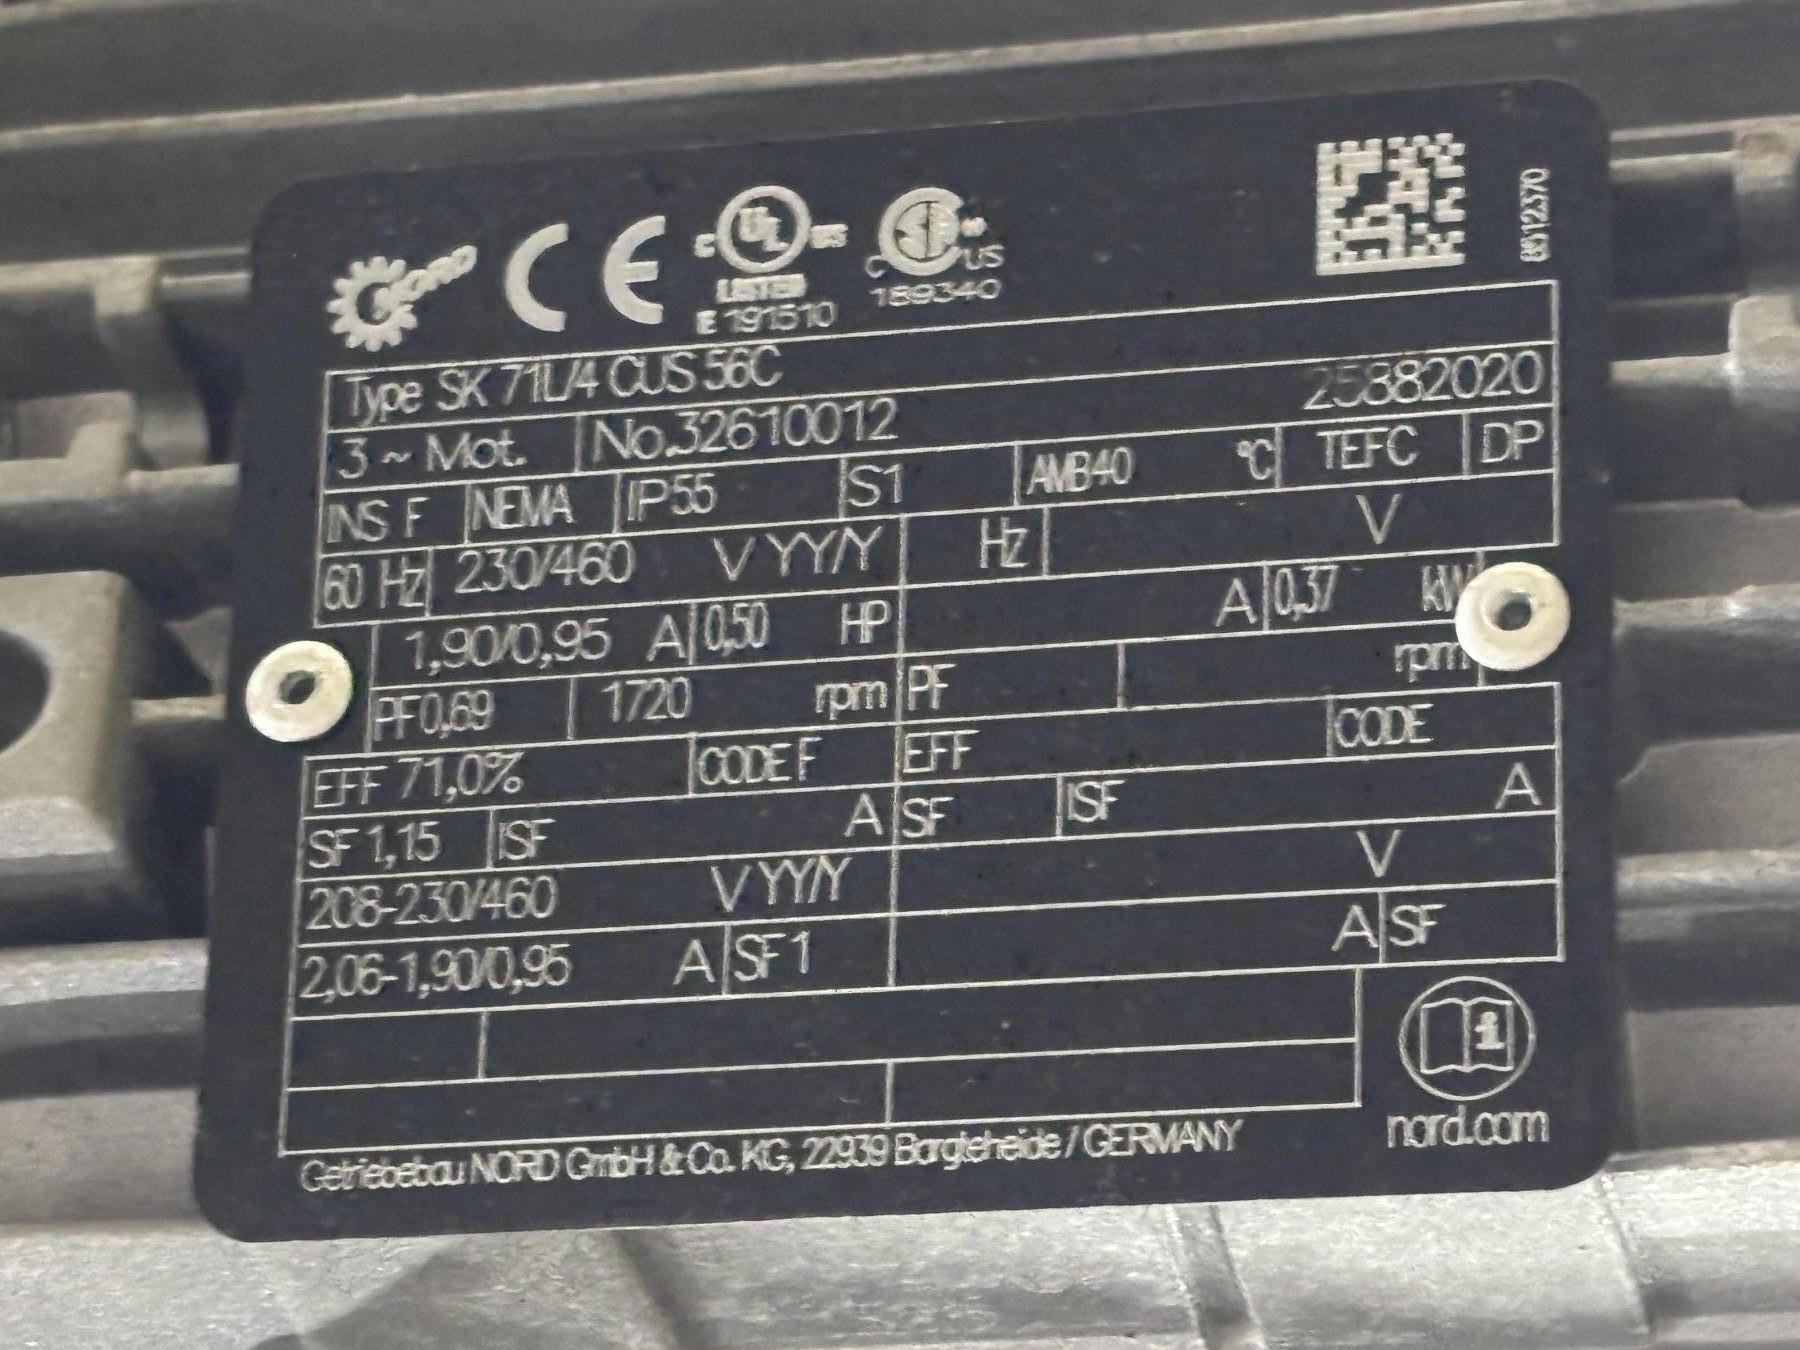 NORD CE C UL US LISTED E 191510
C US 189340
8512370
Type SK 71L/4 CUS 56C
3 ~ Mot. No.32610012 25882020
INS F NEMA IP55 S1 AMB40 °C TEFC DP
60 Hz 230/460 V YY/Y Hz V
1,90/0,95 A 0,50 HP A 0,37 kW
PF0,69 1720 rpm PF rpm
EFF 71,0% CODE F EFF CODE
SF 1,15 ISF A SF ISF A
208-230/460 V YY/Y V
2,06-1,90/0,95 A SF 1 A SF
nord.com
Getriebebau NORD GmbH & Co. KG, 22939 Bargteheide / GERMANY